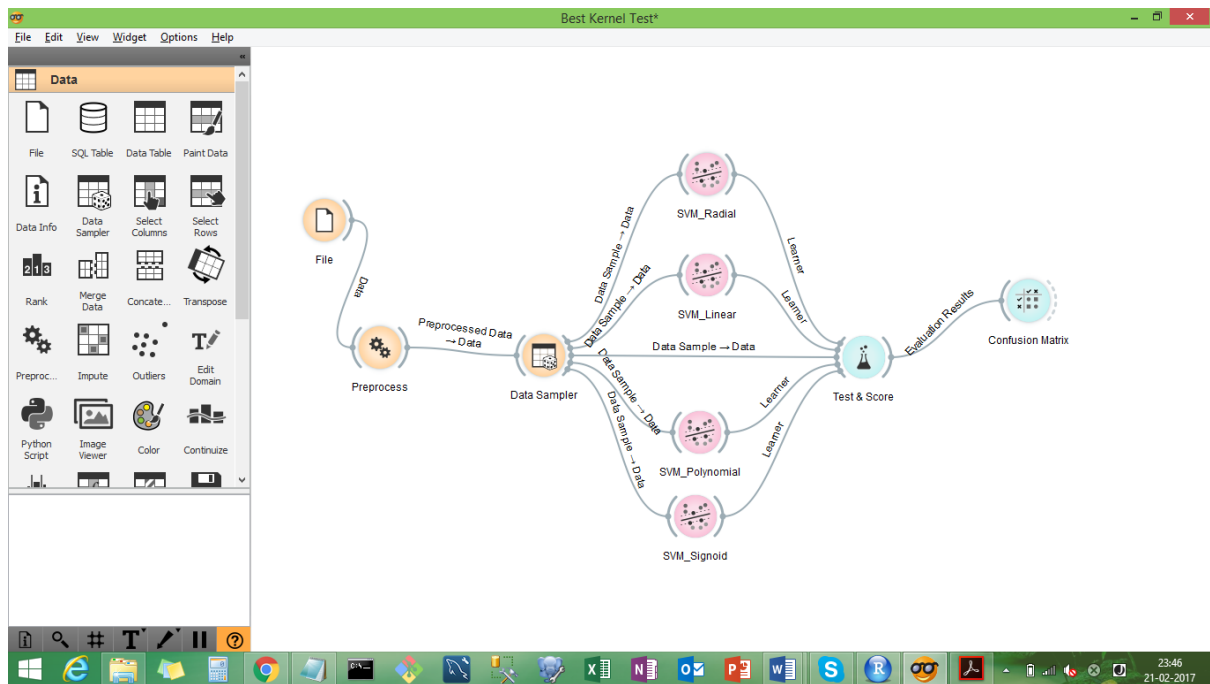 Best Kernel Test*
File Edit View Widget Options Help
Data
File SQL Table Data Table Paint Data
Data Info Data Sampler Select Columns Select Rows
Rank Merge Data Concate... Transpose
Preproc... Impute Outliers Edit Domain
Python Script Image Viewer Color Continuize
File
Data
Preprocess
Preprocessed Data → Data
Data Sampler
Data Sample → Data
SVM_Radial
Learner
Data Sample → Data
SVM_Linear
Learner
Data Sample → Data
Data Sample → Data
SVM_Polynomial
Learner
Data Sample → Data
SVM_Signoid
Learner
Test & Score
Evaluation Results
Confusion Matrix
23:46
21-02-2017